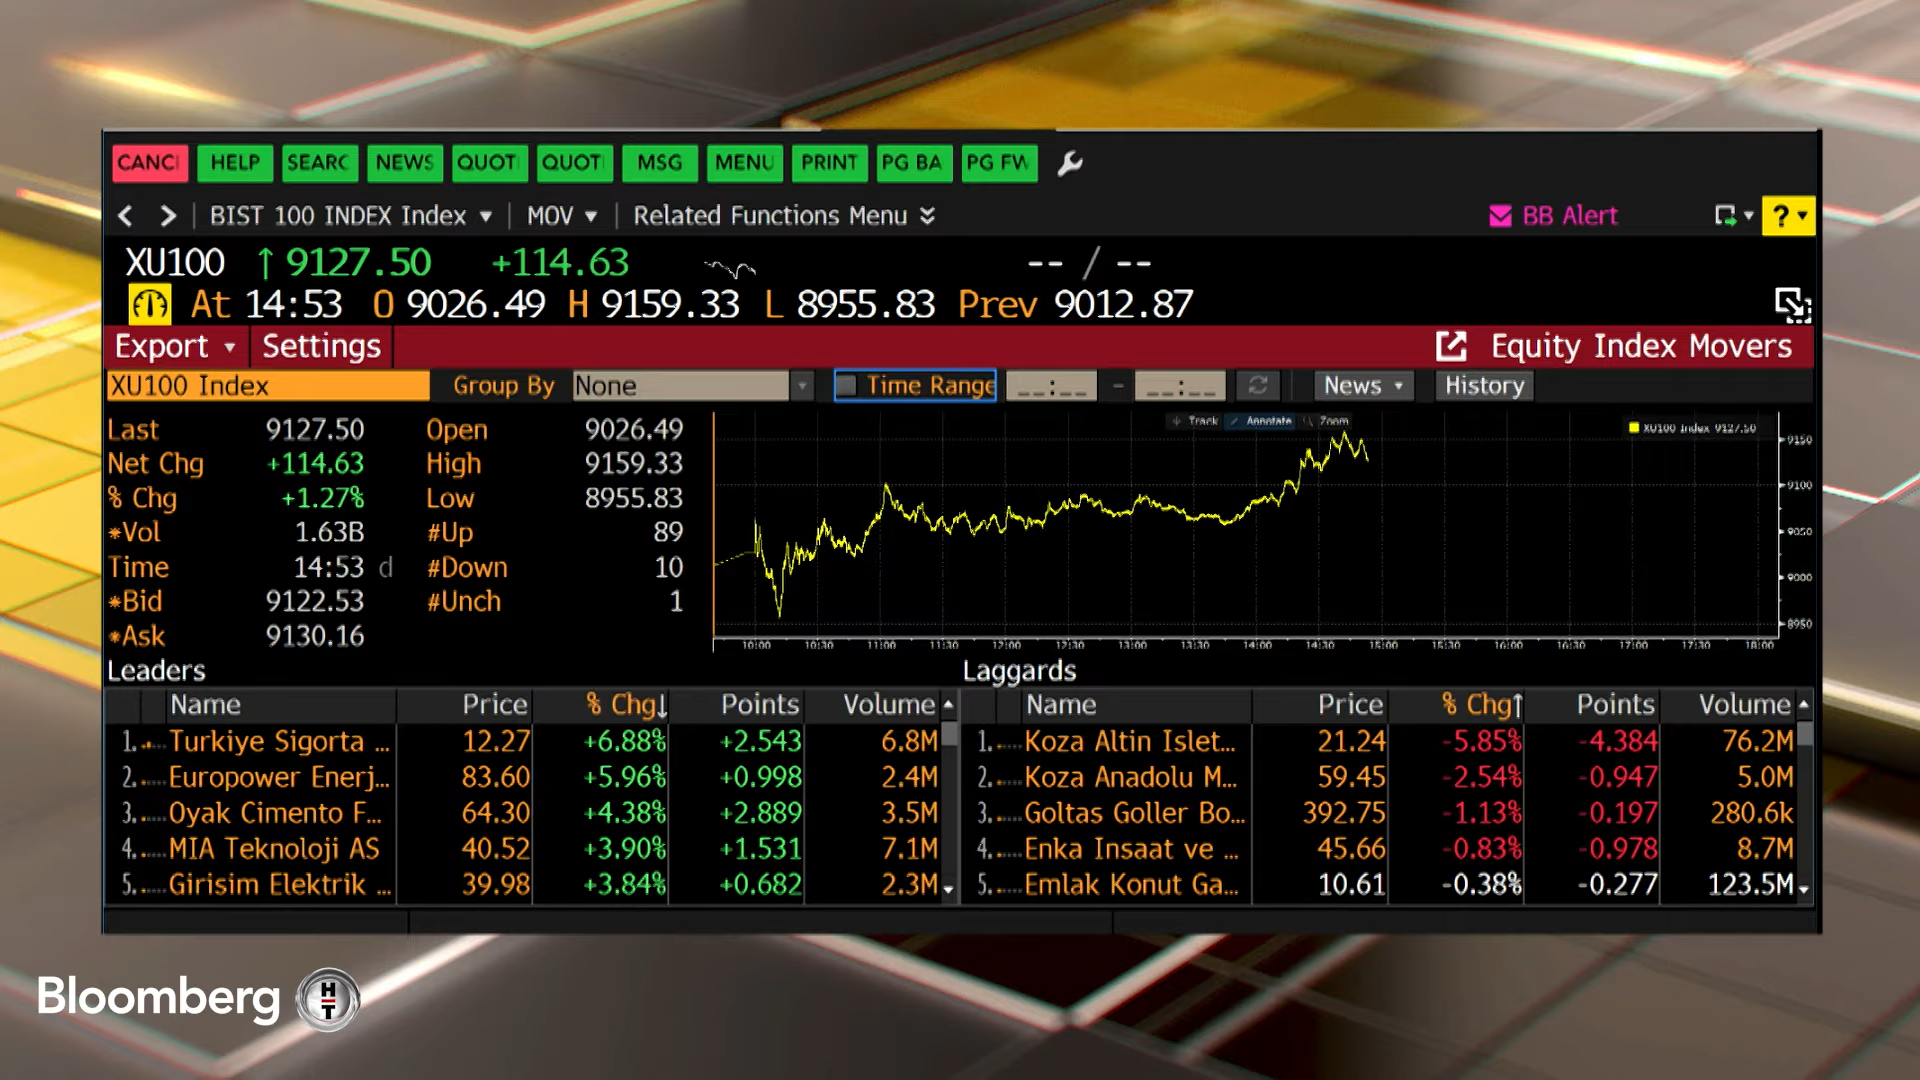 CANC HELP SEARC NEWS QUOT QUOT MSG MENU PRINT PG BA PG FW
BIST 100 INDEX Index MOV Related Functions Menu BB Alert ?
XU100 ↑ 9127.50 +114.63 -- / --
At 14:53 O 9026.49 H 9159.33 L 8955.83 Prev 9012.87
Export Settings Equity Index Movers
XU100 Index Group By None Time Range __:__ - __:__ News History
Track Annotate Zoom
XU100 Index 9127.50
Last 9127.50 Open 9026.49
Net Chg +114.63 High 9159.33
% Chg +1.27% Low 8955.83
*Vol 1.63B #Up 89
Time 14:53 d #Down 10
*Bid 9122.53 #Unch 1
*Ask 9130.16
9150
9100
9050
9000
8950
10:00 10:30 11:00 11:30 12:00 12:30 13:00 13:30 14:00 14:30 15:00 15:30 16:00 16:30 17:00 17:30 18:00
Leaders
Name Price % Chg↓ Points Volume
1. Turkiye Sigorta ... 12.27 +6.88% +2.543 6.8M
2. Europower Enerj... 83.60 +5.96% +0.998 2.4M
3. Oyak Cimento F... 64.30 +4.38% +2.889 3.5M
4. MIA Teknoloji AS 40.52 +3.90% +1.531 7.1M
5. Girisim Elektrik ... 39.98 +3.84% +0.682 2.3M
Laggards
Name Price % Chg↑ Points Volume
1. Koza Altin Islet... 21.24 -5.85% -4.384 76.2M
2. Koza Anadolu M... 59.45 -2.54% -0.947 5.0M
3. Goltas Goller Bo... 392.75 -1.13% -0.197 280.6k
4. Enka Insaat ve ... 45.66 -0.83% -0.978 8.7M
5. Emlak Konut Ga... 10.61 -0.38% -0.277 123.5M
Bloomberg HT